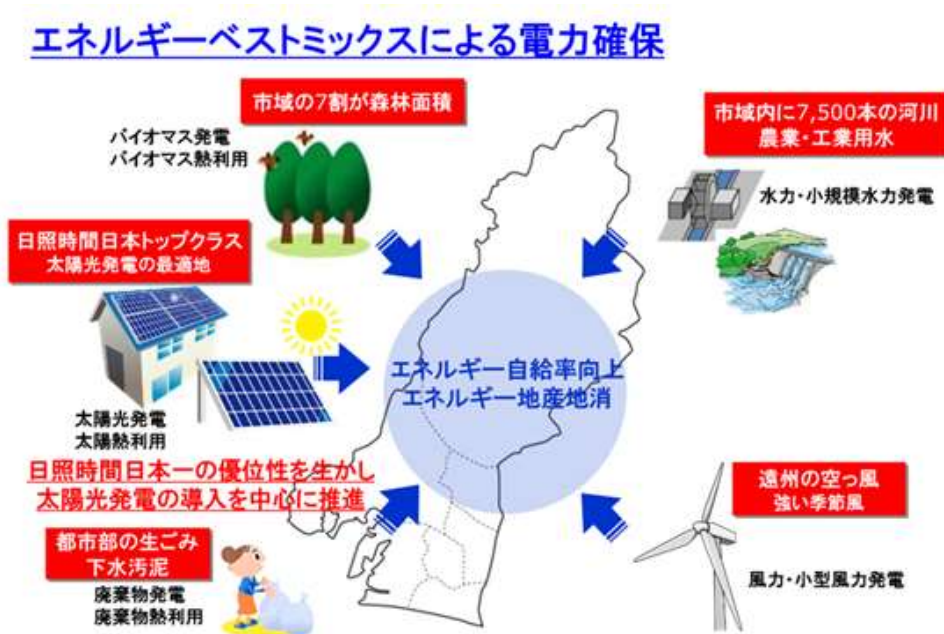 エネルギーベストミックスによる電力確保
市域の7割が森林面積
バイオマス発電
バイオマス熱利用
市域内に7,500本の河川
農業・工業用水
水力・小規模水力発電
日照時間日本トップクラス
太陽光発電の最適地
太陽光発電
太陽熱利用
エネルギー自給率向上
エネルギー地産地消
日照時間日本一の優位性を生かし
太陽光発電の導入を中心に推進
遠州の空っ風
強い季節風
風力・小型風力発電
都市部の生ごみ
下水汚泥
廃棄物発電
廃棄物熱利用